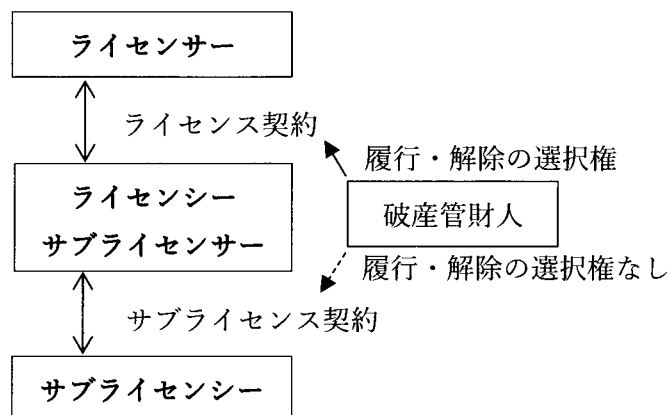 ライセンサー
ライセンス契約
履行・解除の選択権
ライセンシー
サブライセンサー
破産管財人
履行・解除の選択権なし
サブライセンス契約
サブライセンシー